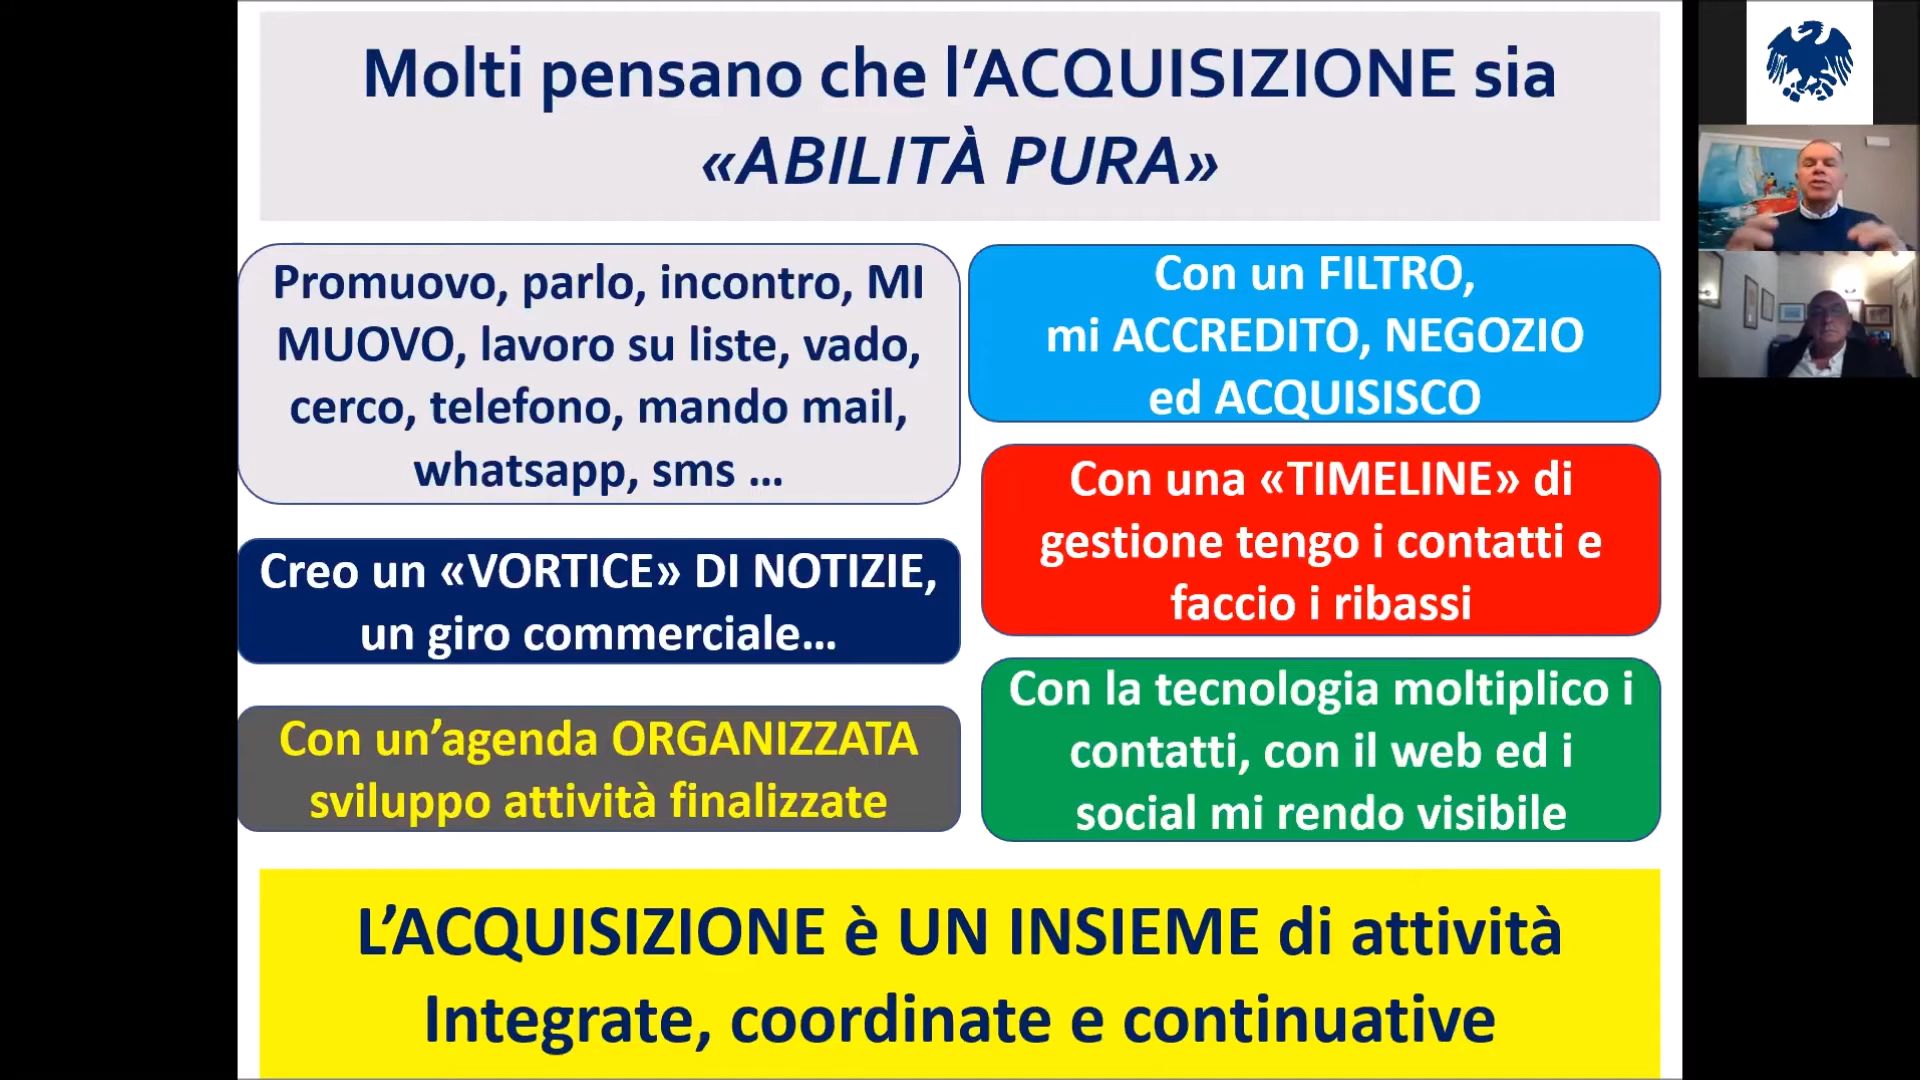 Molti pensano che l’ACQUISIZIONE sia
«ABILITÀ PURA»
Promuovo, parlo, incontro, MI
MUOVO, lavoro su liste, vado,
cerco, telefono, mando mail,
whatsapp, sms ...
Creo un «VORTICE» DI NOTIZIE,
un giro commerciale...
Con un’agenda ORGANIZZATA
sviluppo attività finalizzate
Con un FILTRO,
mi ACCREDITO, NEGOZIO
ed ACQUISISCO
Con una «TIMELINE» di
gestione tengo i contatti e
faccio i ribassi
Con la tecnologia moltiplico i
contatti, con il web ed i
social mi rendo visibile
L’ACQUISIZIONE è UN INSIEME di attività
Integrate, coordinate e continuative